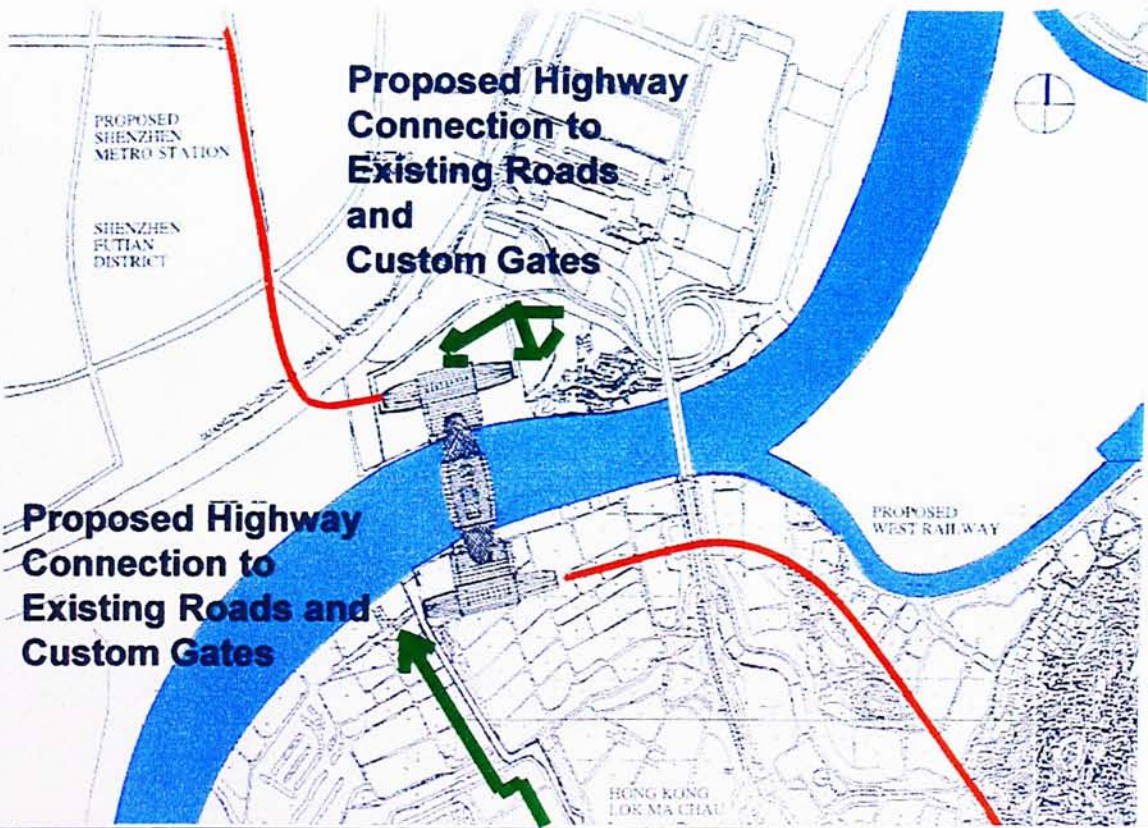 Proposed Highway
Connection to
Existing Roads
and
Custom Gates
PROPOSED
SHENZHEN
METRO STATION
SHENZHEN
FUTIAN
DISTRICT
Proposed Highway
Connection to
Existing Roads and
Custom Gates
PROPOSED
WEST RAILWAY
HONG KONG
LOK MA CHAU